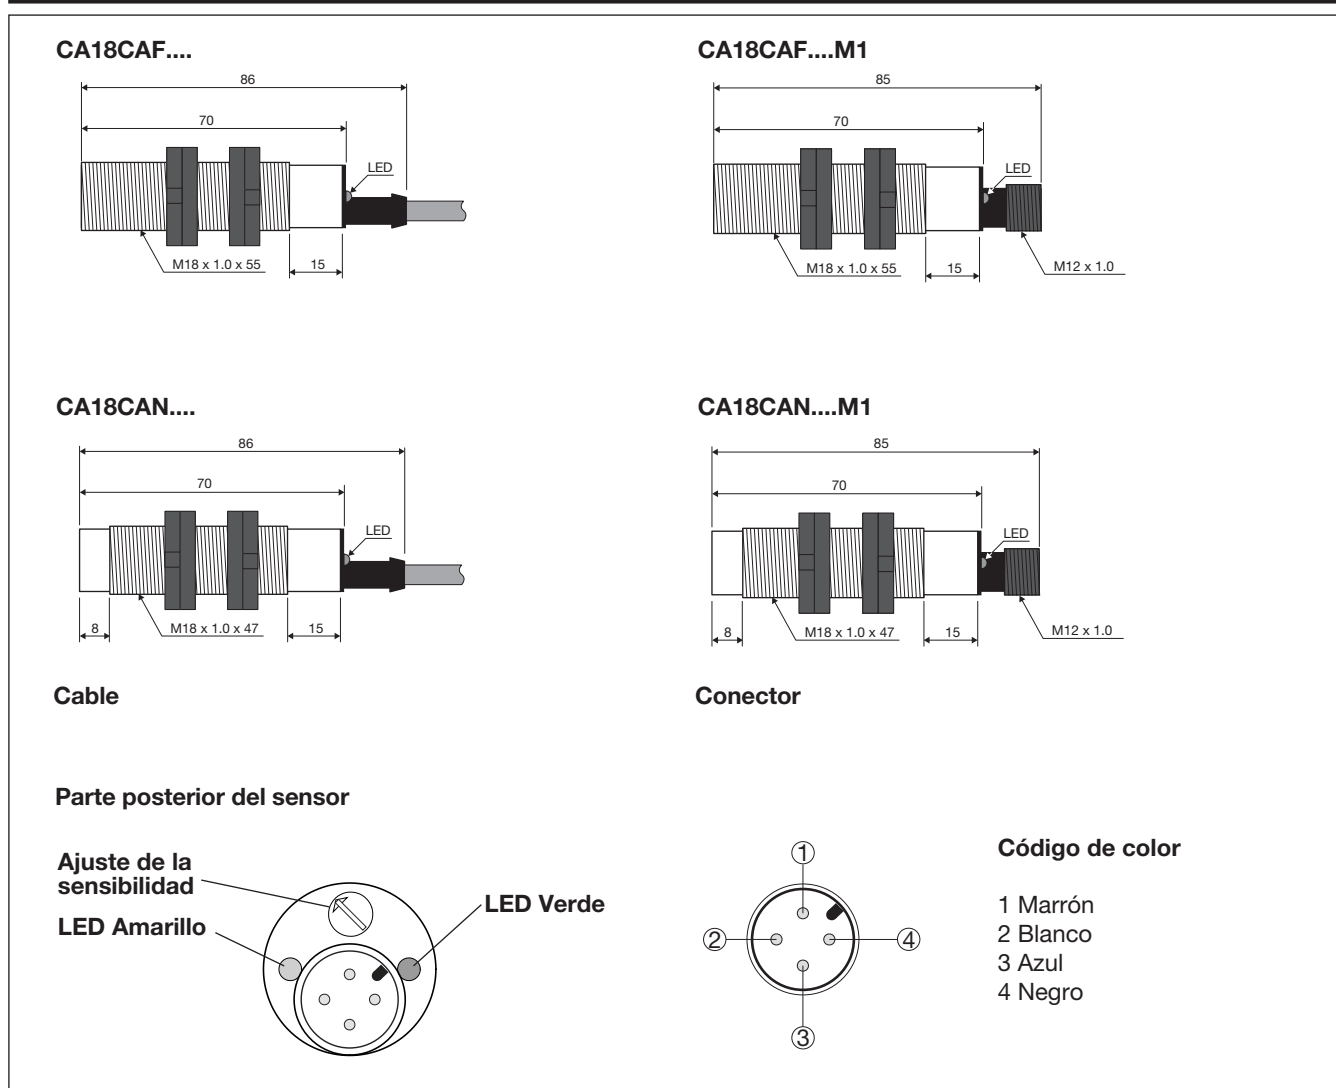 CA18CAF....
86
70
LED
M18 x 1.0 x 55
15
CA18CAF....M1
85
70
LED
M18 x 1.0 x 55
15
M12 x 1.0
CA18CAN....
86
70
LED
8
M18 x 1.0 x 47
15
CA18CAN....M1
85
70
LED
8
M18 x 1.0 x 47
15
M12 x 1.0
Cable
Conector
Parte posterior del sensor
Ajuste de la
sensibilidad
LED Amarillo
LED Verde
1
2
4
3
Código de color
1 Marrón
2 Blanco
3 Azul
4 Negro